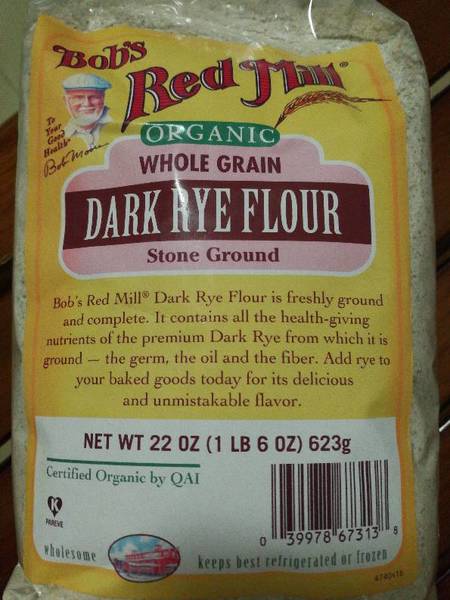 Bob's
Red Mill®
To
Your
Good
Health
Bob Moore
ORGANIC
WHOLE GRAIN
DARK RYE FLOUR
Stone Ground
Bob's Red Mill® Dark Rye Flour is freshly ground
and complete. It contains all the health-giving
nutrients of the premium Dark Rye from which it is
ground — the germ, the oil and the fiber. Add rye to
your baked goods today for its delicious
and unmistakable flavor.
NET WT 22 OZ (1 LB 6 OZ) 623g
Certified Organic by QAI
K
PAREVE
0 39978 67313 8
wholesome
keeps best refrigerated or frozen